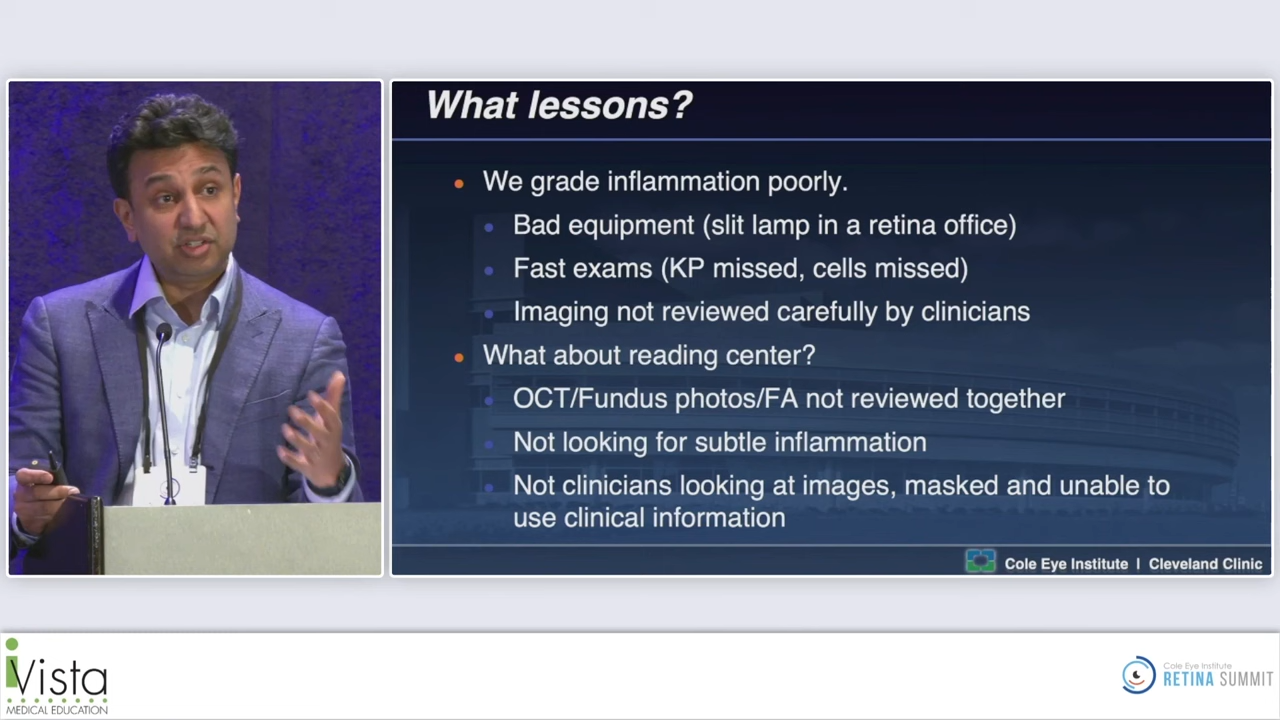 What lessons?
We grade inflammation poorly.
Bad equipment (slit lamp in a retina office)
Fast exams (KP missed, cells missed)
Imaging not reviewed carefully by clinicians
What about reading center?
OCT/Fundus photos/FA not reviewed together
Not looking for subtle inflammation
Not clinicians looking at images, masked and unable to
use clinical information
Cole Eye Institute | Cleveland Clinic
iVista
MEDICAL EDUCATION
Cole Eye Institute
RETINA SUMMIT